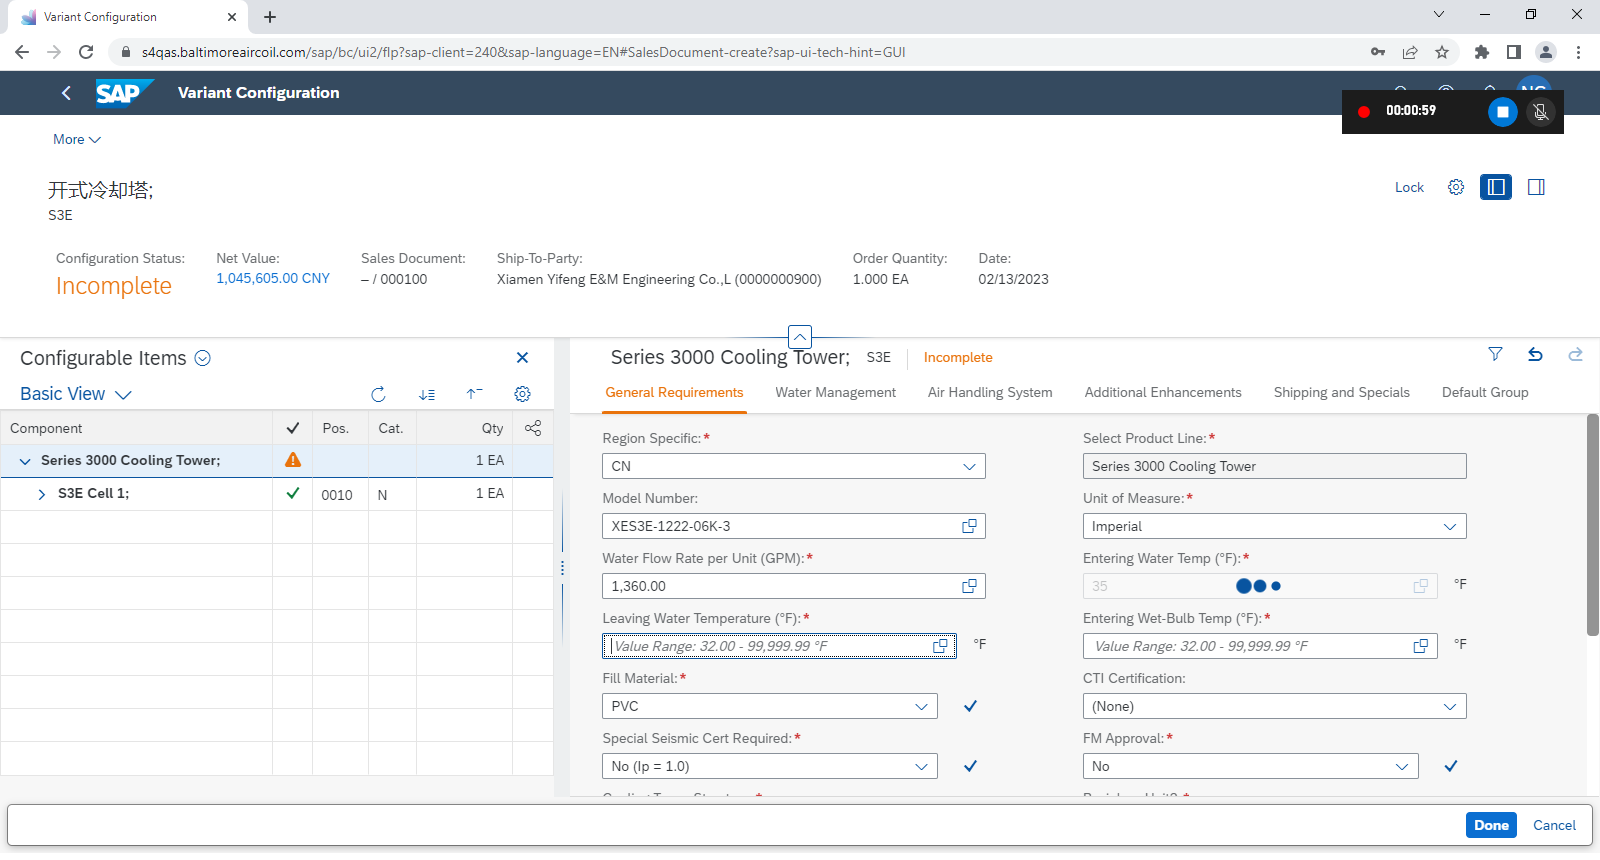 Variant Configuration
s4qas.baltimoreaircoil.com/sap/bc/ui2/flp?sap-client=240&sap-language=EN#SalesDocument-create?sap-ui-tech-hint=GUI
SAP Variant Configuration
00:00:59
More
开式冷却塔;
S3E
Lock
Configuration Status: Net Value: Sales Document: Ship-To-Party: Order Quantity: Date:
Incomplete 1,045,605.00 CNY – / 000100 Xiamen Yifeng E&M Engineering Co.,L (0000000900) 1.000 EA 02/13/2023
Configurable Items
Basic View
Component Pos. Cat. Qty
Series 3000 Cooling Tower; 1 EA
S3E Cell 1; 0010 N 1 EA
Series 3000 Cooling Tower; S3E Incomplete
General Requirements Water Management Air Handling System Additional Enhancements Shipping and Specials Default Group
Region Specific:* Select Product Line:*
CN Series 3000 Cooling Tower
Model Number: Unit of Measure:*
XES3E-1222-06K-3 Imperial
Water Flow Rate per Unit (GPM):* Entering Water Temp (°F):*
1,360.00 35 °F
Leaving Water Temperature (°F):* Entering Wet-Bulb Temp (°F):*
Value Range: 32.00 - 99,999.99 °F °F Value Range: 32.00 - 99,999.99 °F °F
Fill Material:* CTI Certification:
PVC (None)
Special Seismic Cert Required:* FM Approval:*
No (Ip = 1.0) No
Done Cancel